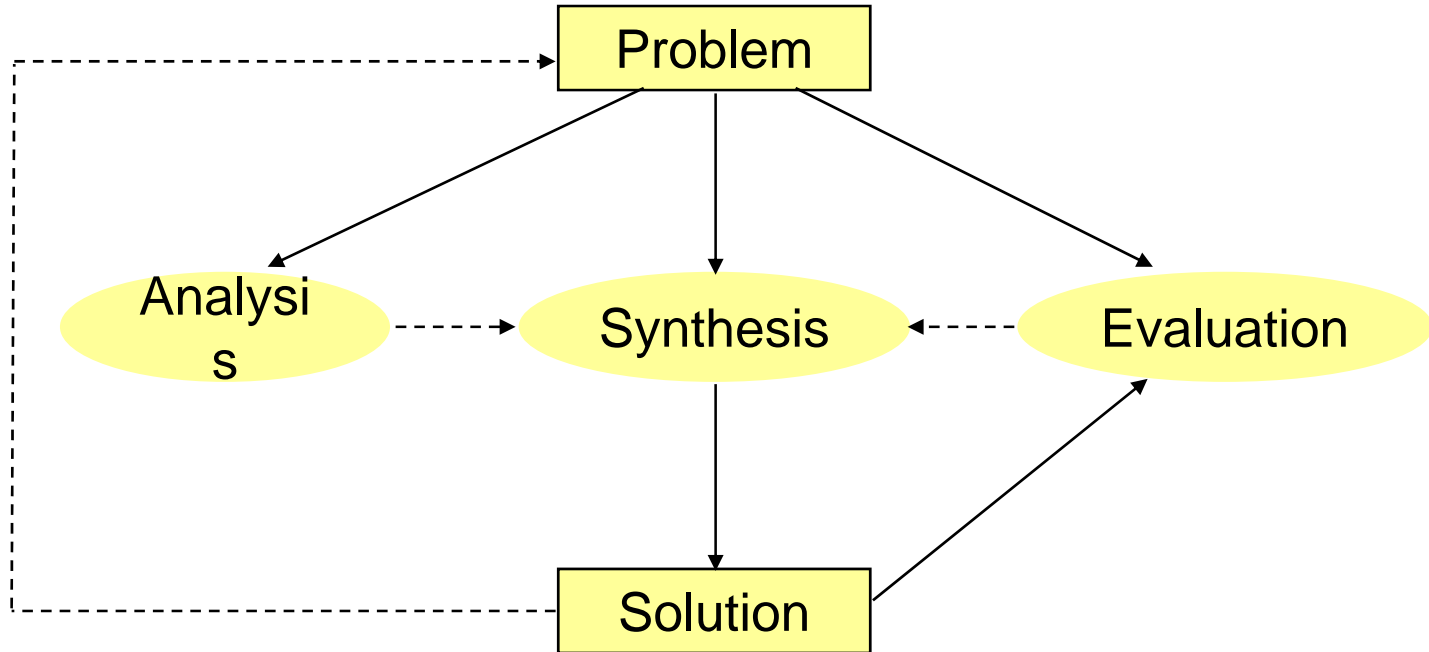 Problem
Analysi
s
Synthesis
Evaluation
Solution